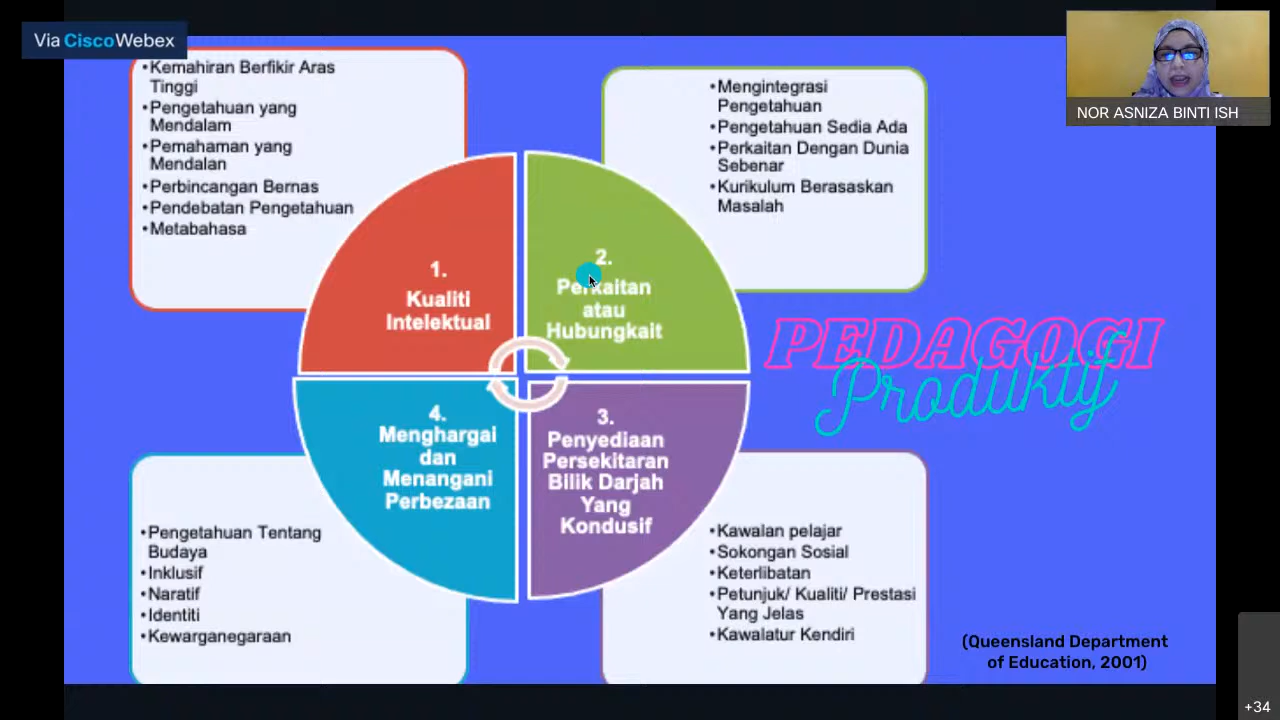 Via CiscoWebex
NOR ASNIZA BINTI ISH
•Kemahiran Berfikir Aras
Tinggi
•Pengetahuan yang
Mendalam
•Pemahaman yang
Mendalan
•Perbincangan Bernas
•Pendebatan Pengetahuan
•Metabahasa
•Mengintegrasi
Pengetahuan
•Pengetahuan Sedia Ada
•Perkaitan Dengan Dunia
Sebenar
•Kurikulum Berasaskan
Masalah
1.
Kualiti
Intelektual
2.
Perkaitan
atau
Hubungkait
PEDAGOGI
Produktif
4.
Menghargai
dan
Menangani
Perbezaan
3.
Penyediaan
Persekitaran
Bilik Darjah
Yang
Kondusif
•Pengetahuan Tentang
Budaya
•Inklusif
•Naratif
•Identiti
•Kewarganegaraan
•Kawalan pelajar
•Sokongan Sosial
•Keterlibatan
•Petunjuk/ Kualiti/ Prestasi
Yang Jelas
•Kawalatur Kendiri
(Queensland Department
of Education, 2001)
+34